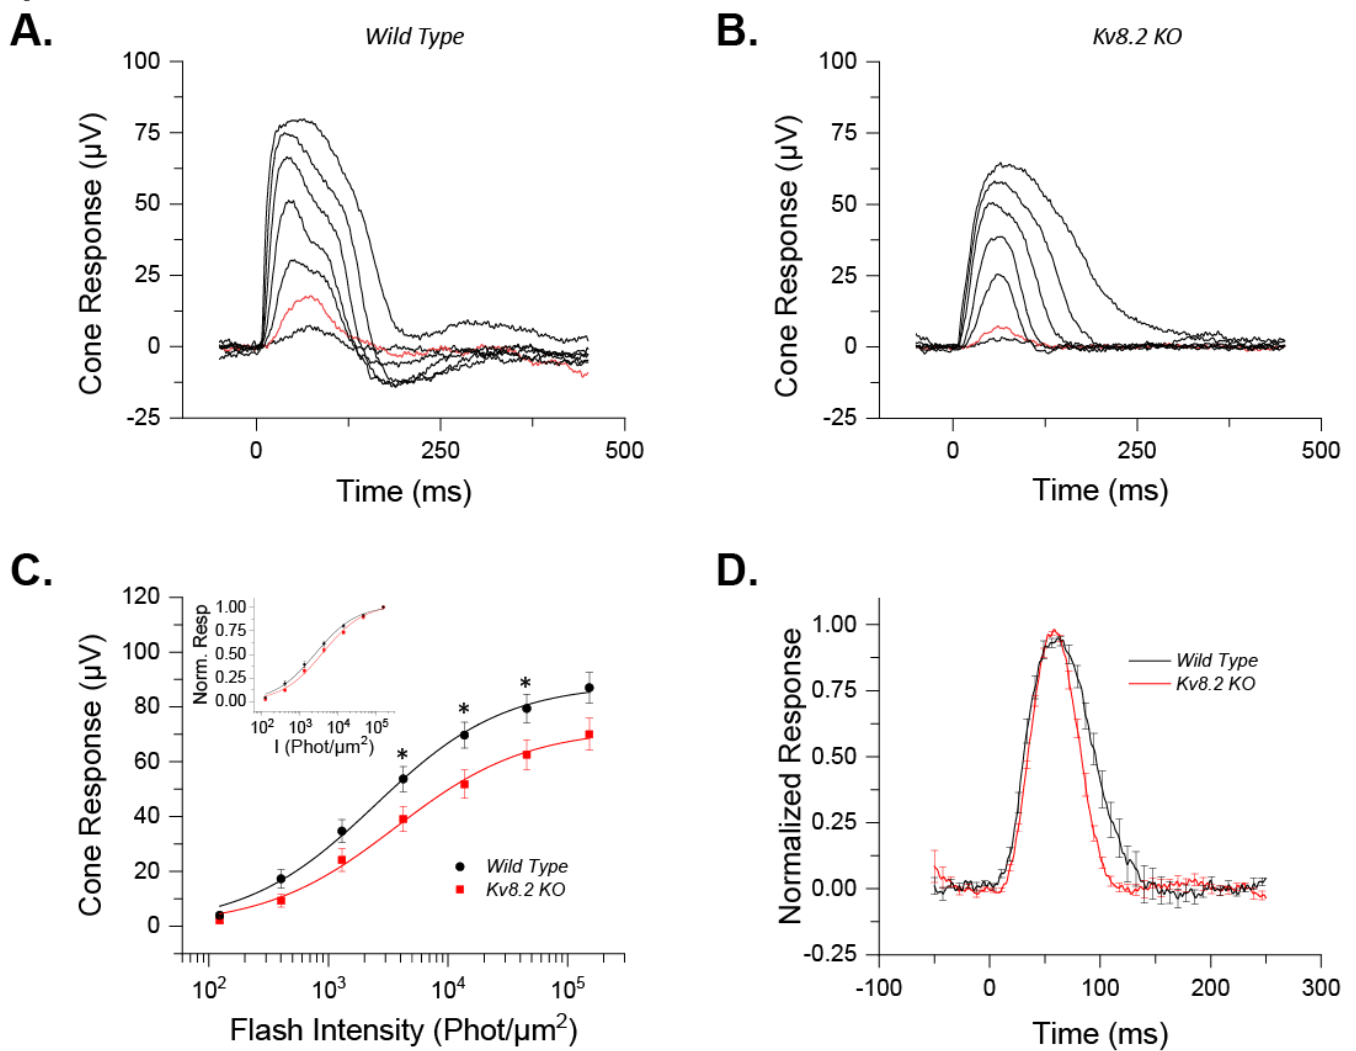 A.
Wild Type
100
75
50
25
0
-25
Cone Response (µV)
0
250
500
Time (ms)
B.
Kv8.2 KO
100
75
50
25
0
-25
Cone Response (µV)
0
250
500
Time (ms)
C.
120
100
80
60
40
20
0
Cone Response (µV)
1.00
0.75
0.50
0.25
0.00
Norm. Resp
10²
10³
10⁴
10⁵
I (Phot/µm²)
*
*
*
Wild Type
Kv8.2 KO
10²
10³
10⁴
10⁵
Flash Intensity (Phot/µm²)
D.
1.00
0.75
0.50
0.25
0.00
-0.25
Normalized Response
Wild Type
Kv8.2 KO
-100
0
100
200
300
Time (ms)